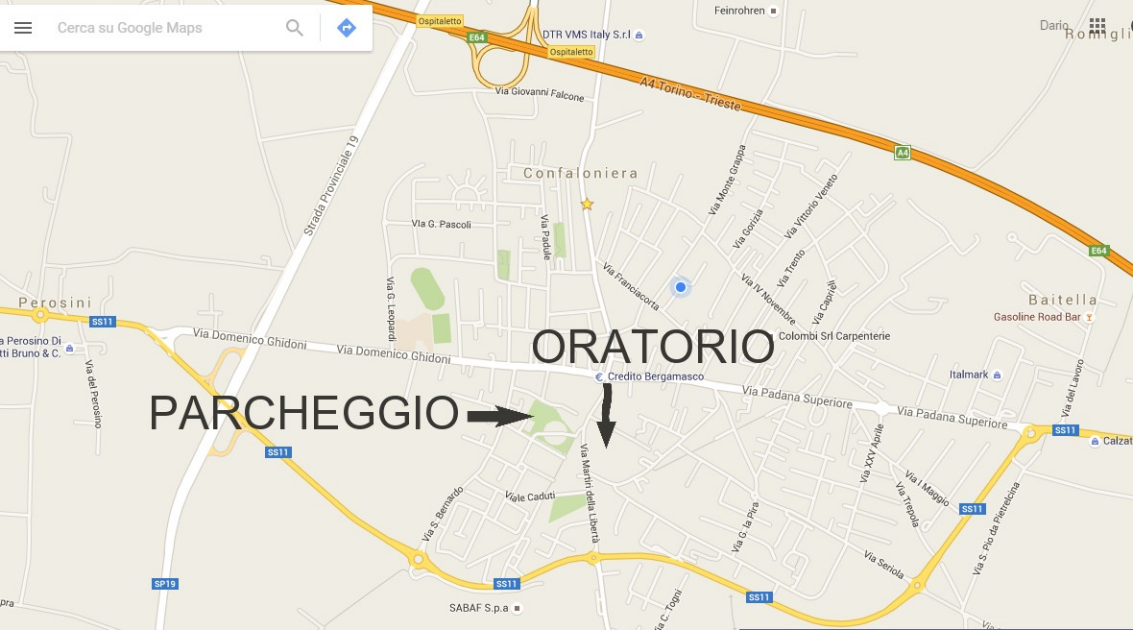 Cerca su Google Maps
Ospitaletto
E64
DTR VMS Italy S.r.l
Ospitaletto
Feinrohren
Dario
Via Giovanni Falcone
A4 Torino - Trieste
A4
Strada Provinciale 19
Confaloniera
Via Monte Grappa
VIa G. Pascoli
Via Padule
Via Gorizia
Via Vittorio Veneto
E64
Via Franciacorta
Via Trento
Via IV Novembre
Via G. Leopardi
Perosini
SS11
Baitella
Gasoline Road Bar
a Perosino Di
tti Bruno & C.
Via Domenico Ghidoni
Via Domenico Ghidoni
ORATORIO
Colombi Srl Carpenterie
Via del Perosino
Credito Bergamasco
Italmark
Via del Lavoro
Via Padana Superiore
Via Padana Superiore
PARCHEGGIO
SS11
Calzat
SS11
Via Martiri della Libertà
Via XXV Aprile
Via I Maggio
Via Trepola
Via S. Pio da Pietrelcina
Via S. Bernardo
Viale Caduti
Via G. la Pira
SS11
Via Seriola
SP19
SS11
SS11
SABAF S.p.a
Via C. Togni
pra